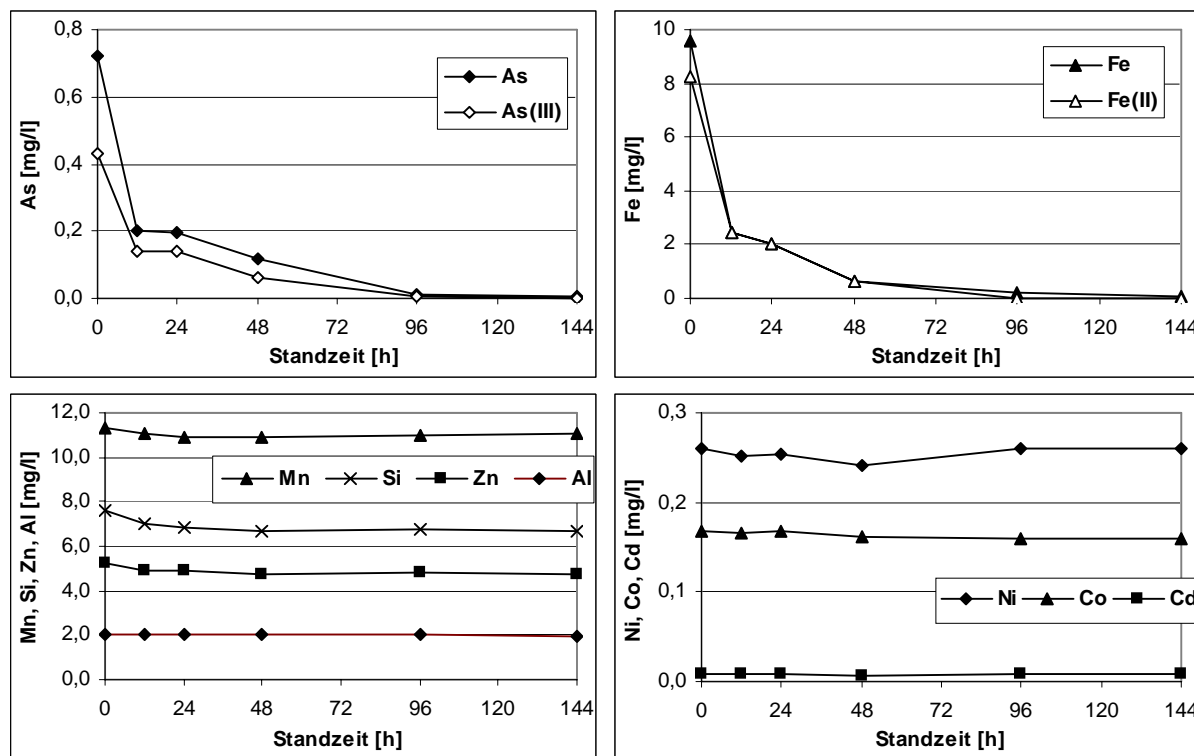 As [mg/l]
0,8
0,6
0,4
0,2
0,0
As
As(III)
0 24 48 72 96 120 144
Standzeit [h]
Fe [mg/l]
10
8
6
4
2
0
Fe
Fe(II)
0 24 48 72 96 120 144
Standzeit [h]
Mn, Si, Zn, Al [mg/l]
12,0
10,0
8,0
6,0
4,0
2,0
0,0
Mn Si Zn Al
0 24 48 72 96 120 144
Standzeit [h]
Ni, Co, Cd [mg/l]
0,3
0,2
0,1
0,0
Ni Co Cd
0 24 48 72 96 120 144
Standzeit [h]